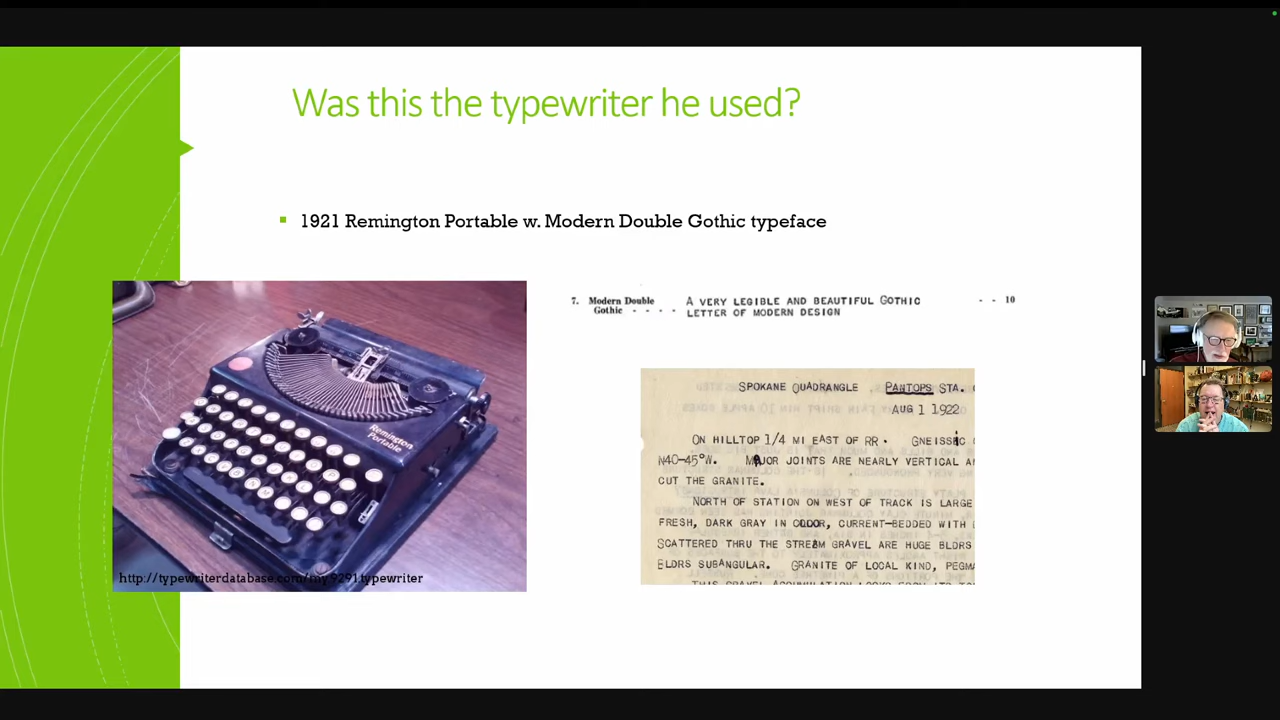 Was this the typewriter he used?
1921 Remington Portable w. Modern Double Gothic typeface
7. Modern Double Gothic - - - - A VERY LEGIBLE AND BEAUTIFUL GOTHIC - - 10
LETTER OF MODERN DESIGN
Remington
Portable
http://typewriterdatabase.com/my.9291.typewriter
SPOKANE QUADRANGLE PANTOPS STA.
AUG 1 1922
ON HILLTOP 1/4 MI EAST OF RR. GNEISSIC
N40-45°W. MAJOR JOINTS ARE NEARLY VERTICAL
CUT THE GRANITE.
NORTH OF STATION ON WEST OF TRACK IS LARGE
FRESH, DARK GRAY IN COLOR, CURRENT-BEDDED WITH
SCATTERED THRU THE STREAM GRAVEL ARE HUGE BLDRS
BLDRS SUBANGULAR. GRANITE OF LOCAL KIND, PEGMA